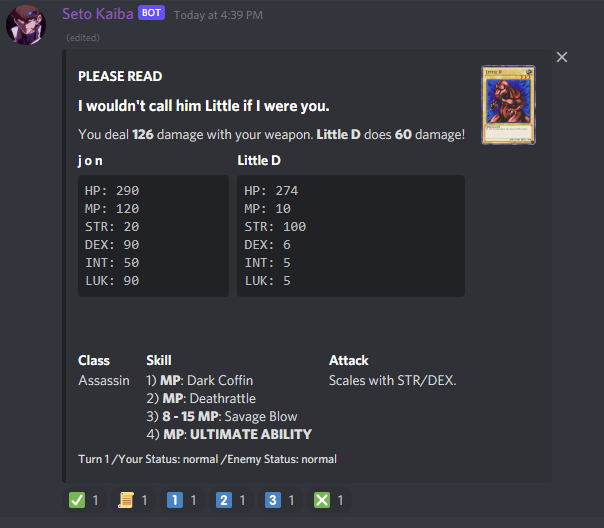 Seto Kaiba BOT Today at 4:39 PM
(edited)
PLEASE READ
I wouldn't call him Little if I were you.
You deal 126 damage with your weapon. Little D does 60 damage!
j o n
HP: 290
MP: 120
STR: 20
DEX: 90
INT: 50
LUK: 90
Little D
HP: 274
MP: 10
STR: 100
DEX: 6
INT: 5
LUK: 5
Class
Assassin
Skill
1) MP: Dark Coffin
2) MP: Deathrattle
3) 8 - 15 MP: Savage Blow
4) MP: ULTIMATE ABILITY
Attack
Scales with STR/DEX.
Turn 1 /Your Status: normal /Enemy Status: normal
1 1 1 1 2 1 3 1 1